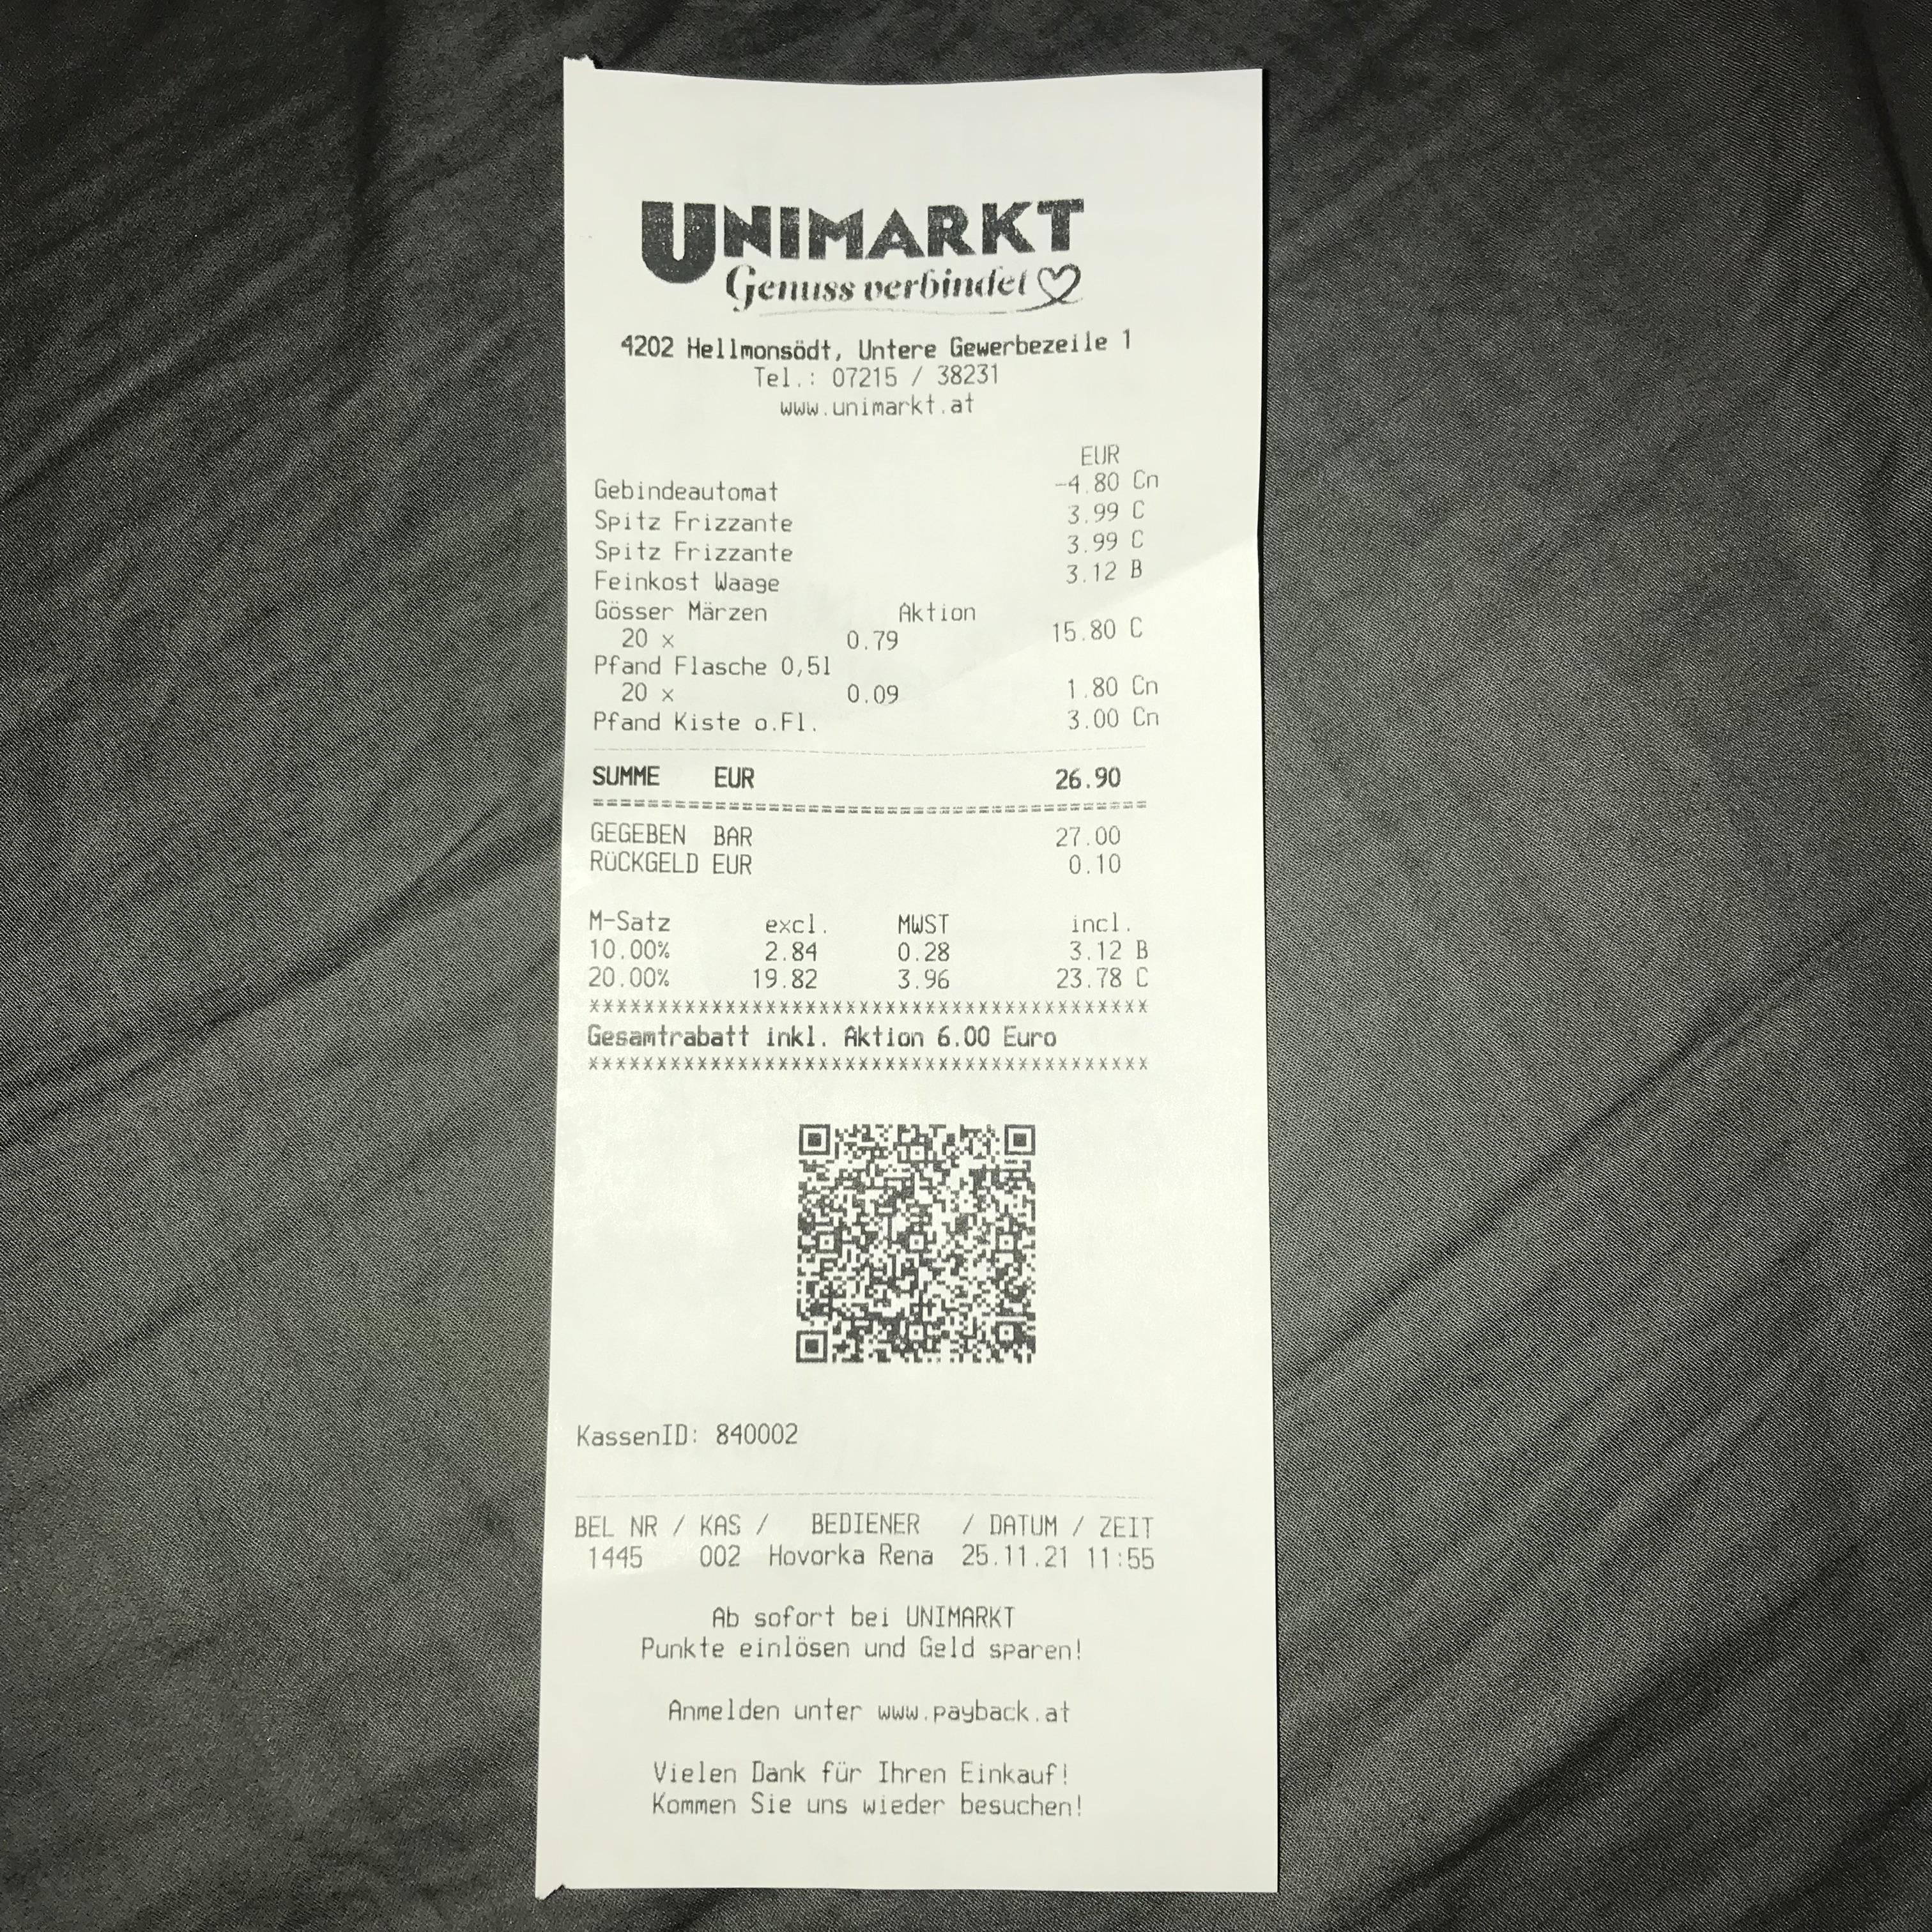 UNIMARKT
Genuss verbindet
4202 Hellmonsödt, Untere Gewerbezeile 1
Tel.: 07215 / 38231
www.unimarkt.at
EUR
Gebindeautomat -4.80 Cn
Spitz Frizzante 3.99 C
Spitz Frizzante 3.99 C
Feinkost Waage 3.12 B
Gösser Märzen Aktion
20 x 0.79 15.80 C
Pfand Flasche 0,5l
20 x 0.09 1.80 Cn
Pfand Kiste o.Fl. 3.00 Cn
SUMME EUR 26.90
GEGEBEN BAR 27.00
RüCKGELD EUR 0.10
M-Satz excl. MWST incl.
10.00% 2.84 0.28 3.12 B
20.00% 19.82 3.96 23.78 C
******************************************
Gesamtrabatt inkl. Aktion 6.00 Euro
******************************************
KassenID: 840002
BEL NR / KAS / BEDIENER / DATUM / ZEIT
1445 002 Hovorka Rena 25.11.21 11:55
Ab sofort bei UNIMARKT
Punkte einlösen und Geld sparen!
Anmelden unter www.payback.at
Vielen Dank für Ihren Einkauf!
Kommen Sie uns wieder besuchen!